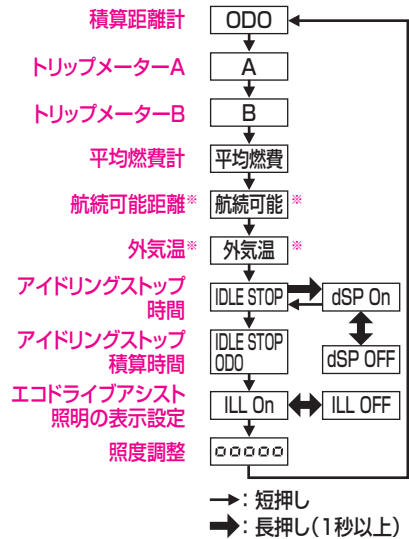 積算距離計 ODO
トリップメーターA A
トリップメーターB B
平均燃費計 平均燃費
航続可能距離※ 航続可能 ※
外気温※ 外気温 ※
アイドリングストップ
時間
IDLE STOP dSP On
dSP OFF
アイドリングストップ
積算時間
IDLE STOP
ODO
エコドライブアシスト
照明の表示設定
ILL On ILL OFF
照度調整 ooooo
→：短押し
➡：長押し（1秒以上）